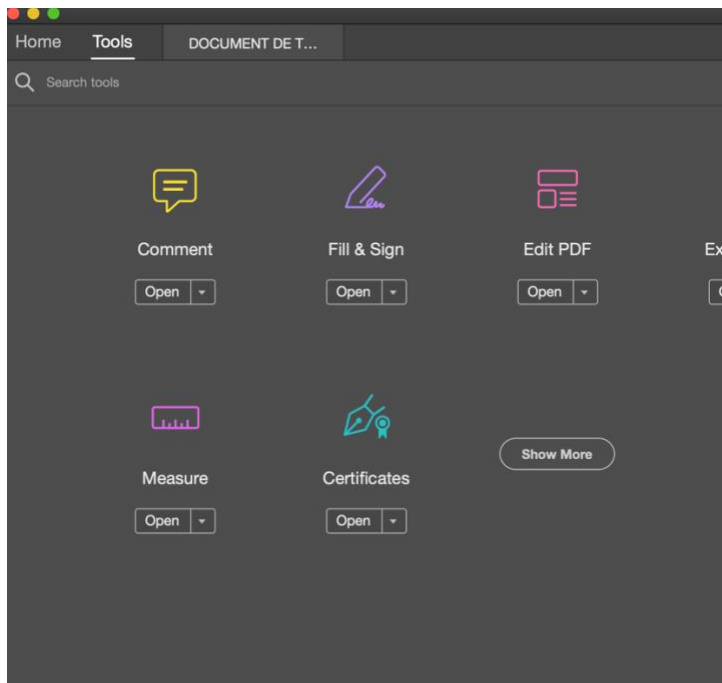 Home Tools DOCUMENT DE T...
Search tools
Comment Fill & Sign Edit PDF Ex
Open Open Open
Measure Certificates Show More
Open Open